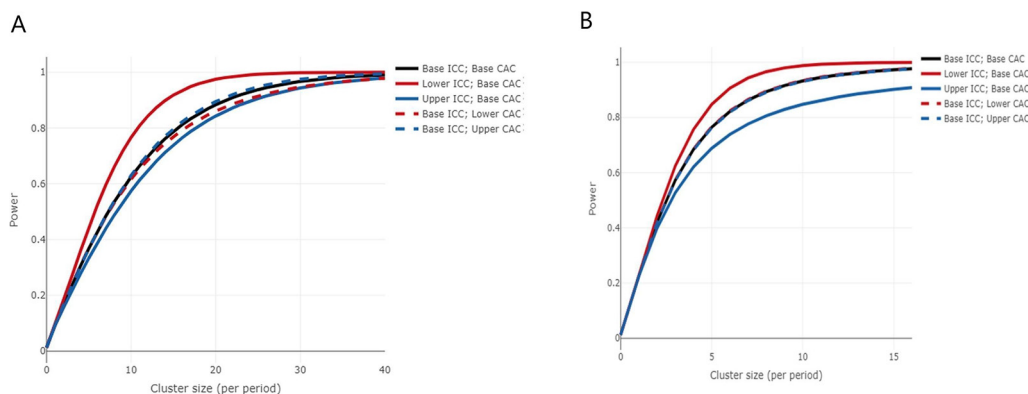 A
1
0.8
0.6
0.4
0.2
0
Power
0
10
20
30
40
Cluster size (per period)
Base ICC; Base CAC
Lower ICC; Base CAC
Upper ICC; Base CAC
Base ICC; Lower CAC
Base ICC; Upper CAC
B
1
0.8
0.6
0.4
0.2
0
Power
0
5
10
15
Cluster size (per period)
Base ICC; Base CAC
Lower ICC; Base CAC
Upper ICC; Base CAC
Base ICC; Lower CAC
Base ICC; Upper CAC